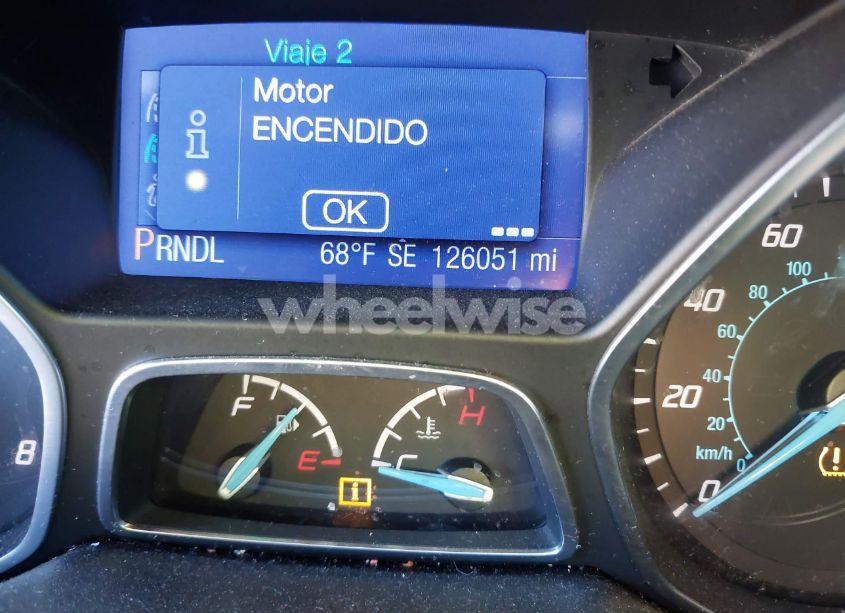 Viaje 2
Motor
ENCENDIDO
i
OK
PRNDL 68°F SE 126051 mi
wheelwise
F
E
H
C
i
8
60
40
20
0
100
80
60
40
20
0
km/h